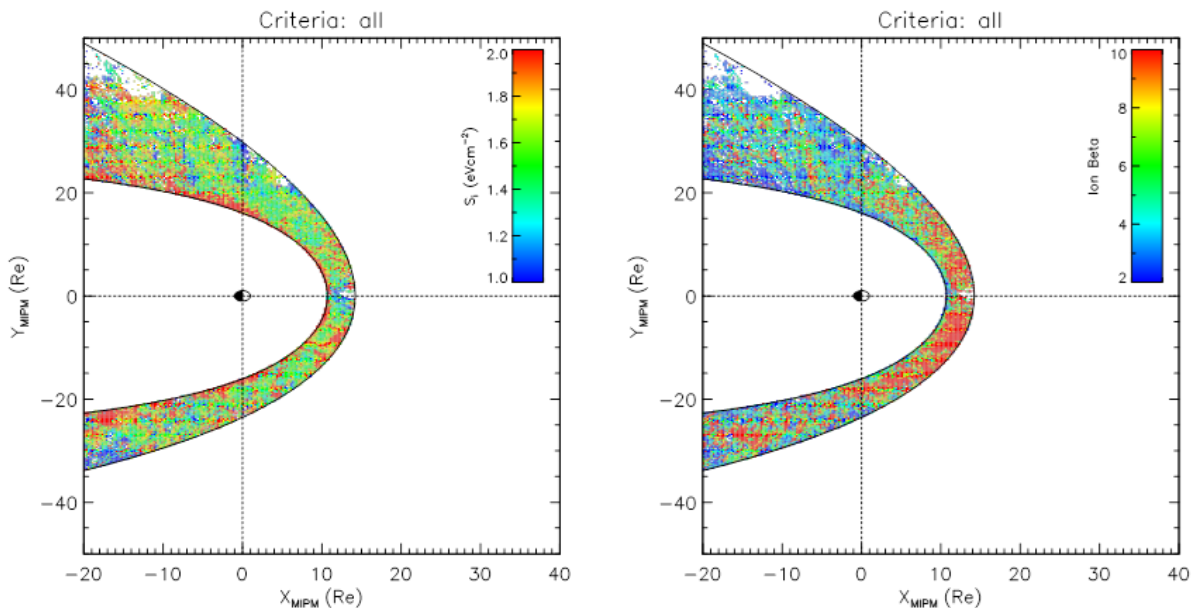 Criteria: all
40
20
0
−20
−40
Y_MIPM (Re)
−20 −10 0 10 20 30 40
X_MIPM (Re)
2.0
1.8
1.6
1.4
1.2
1.0
S_i (eVcm⁻²)
Criteria: all
40
20
0
−20
−40
Y_MIPM (Re)
−20 −10 0 10 20 30 40
X_MIPM (Re)
10
8
6
4
2
Ion Beta